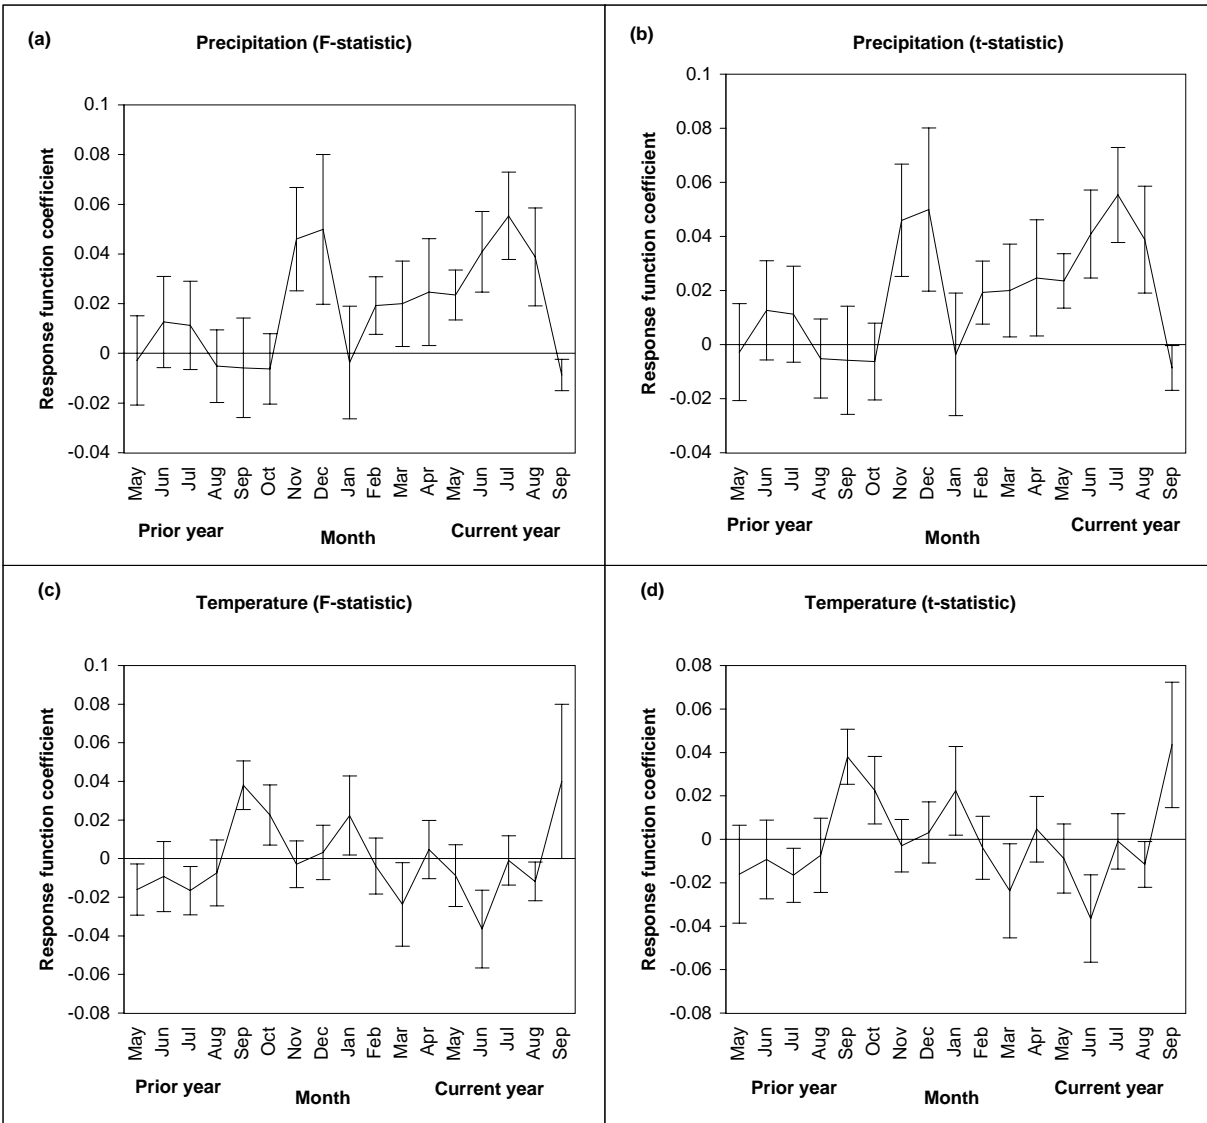 (a)
Precipitation (F-statistic)
Response function coefficient
0.1
0.08
0.06
0.04
0.02
0
-0.02
-0.04
May Jun Jul Aug Sep Oct Nov Dec Jan Feb Mar Apr May Jun Jul Aug Sep
Prior year Month Current year
(b)
Precipitation (t-statistic)
Response function coefficient
0.1
0.08
0.06
0.04
0.02
0
-0.02
-0.04
May Jun Jul Aug Sep Oct Nov Dec Jan Feb Mar Apr May Jun Jul Aug Sep
Prior year Month Current year
(c)
Temperature (F-statistic)
Response function coefficient
0.1
0.08
0.06
0.04
0.02
0
-0.02
-0.04
-0.06
-0.08
May Jun Jul Aug Sep Oct Nov Dec Jan Feb Mar Apr May Jun Jul Aug Sep
Prior year Month Current year
(d)
Temperature (t-statistic)
Response function coefficient
0.08
0.06
0.04
0.02
0
-0.02
-0.04
-0.06
-0.08
May Jun Jul Aug Sep Oct Nov Dec Jan Feb Mar Apr May Jun Jul Aug Sep
Prior year Month Current year